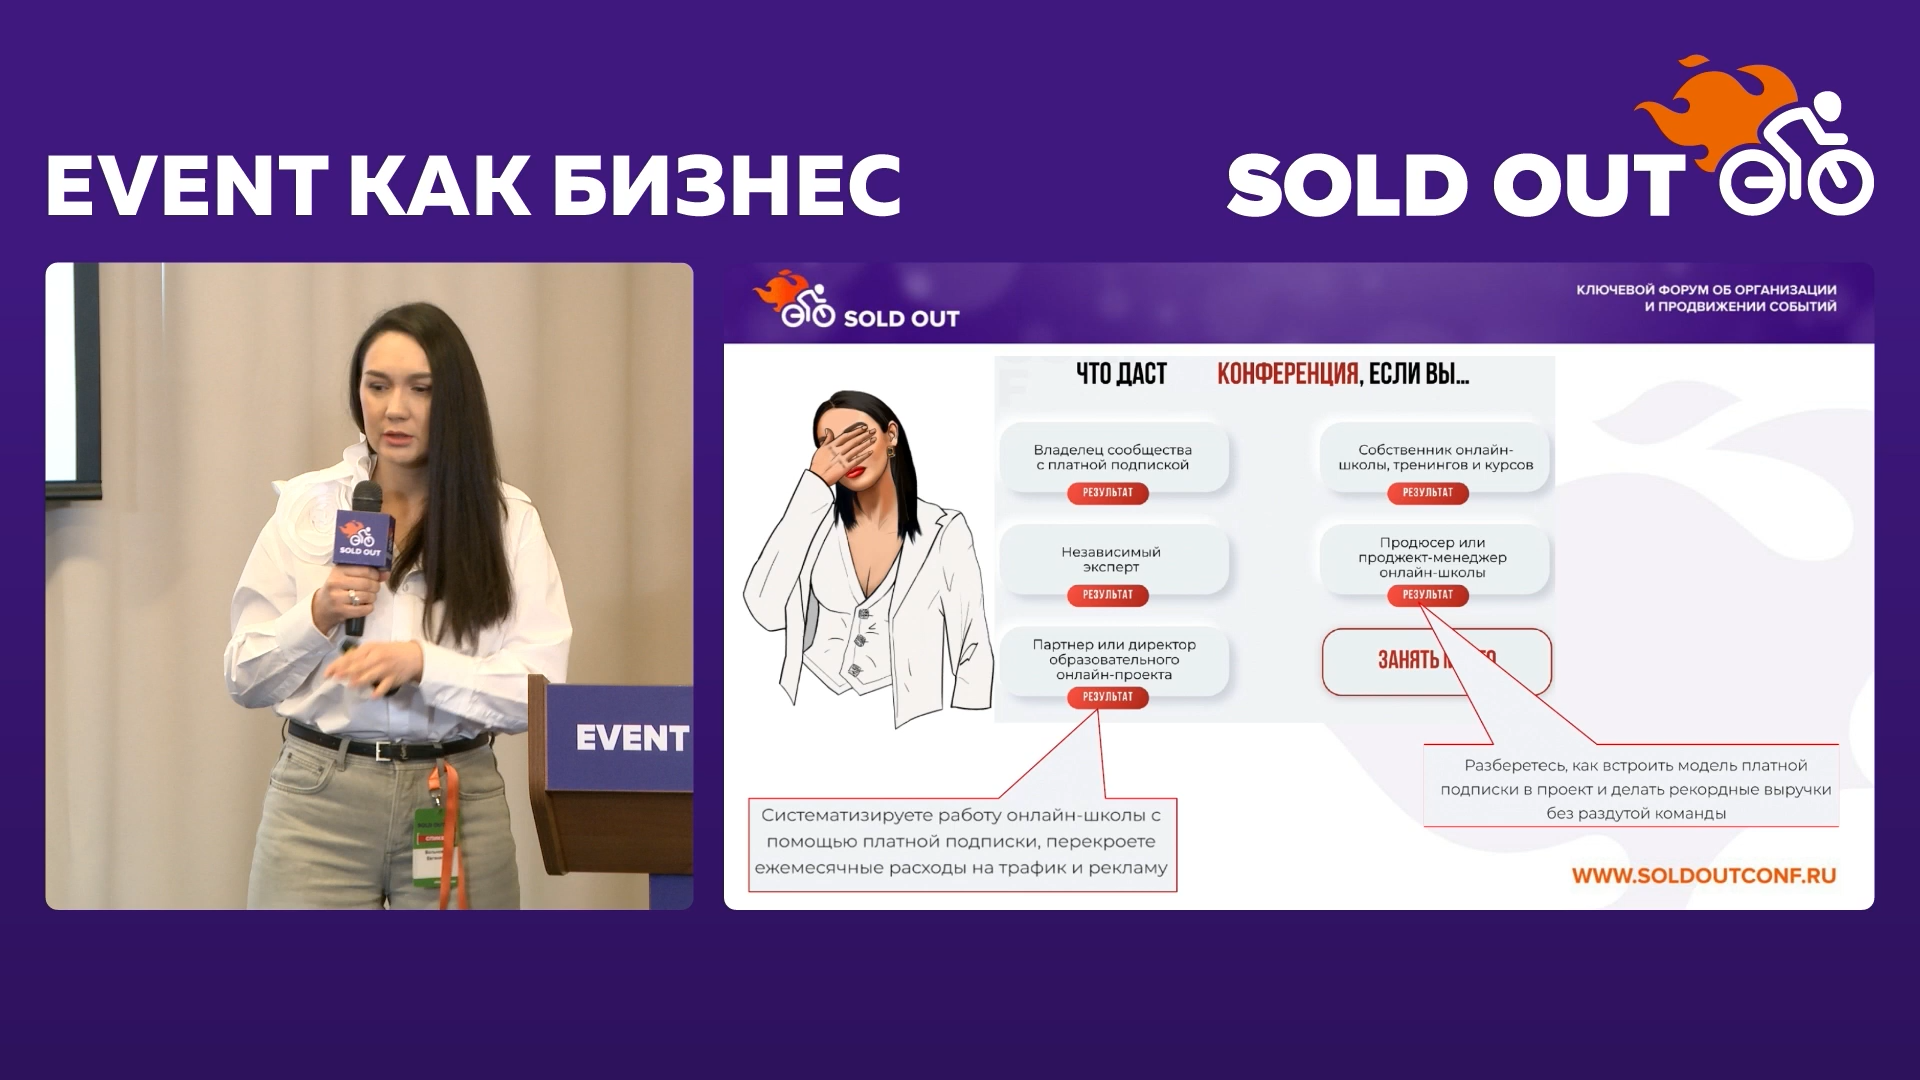 EVENT КАК БИЗНЕС
SOLD OUT
SOLD OUT
EVENT
SOLD OUT
КЛЮЧЕВОЙ ФОРУМ ОБ ОРГАНИЗАЦИИ
И ПРОДВИЖЕНИИ СОБЫТИЙ
ЧТО ДАСТ КОНФЕРЕНЦИЯ, ЕСЛИ ВЫ...
Владелец сообщества
с платной подпиской
РЕЗУЛЬТАТ
Собственник онлайн-
школы, тренингов и курсов
РЕЗУЛЬТАТ
Независимый
эксперт
РЕЗУЛЬТАТ
Продюсер или
проджект-менеджер
онлайн-школы
РЕЗУЛЬТАТ
Партнер или директор
образовательного
онлайн-проекта
РЕЗУЛЬТАТ
ЗАНЯТЬ
Систематизируете работу онлайн-школы с
помощью платной подписки, перекроете
ежемесячные расходы на трафик и рекламу
Разберетесь, как встроить модель платной
подписки в проект и делать рекордные выручки
без раздутой команды
WWW.SOLDOUTCONF.RU